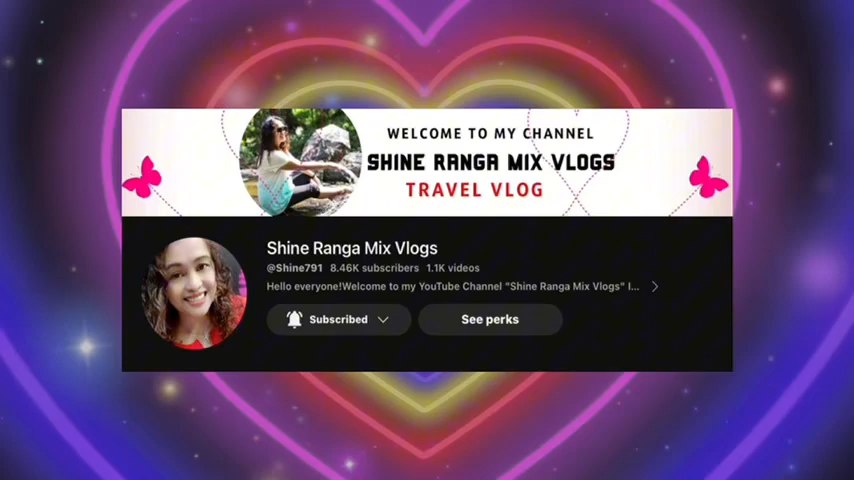 WELCOME TO MY CHANNEL
SHINE RANGA MIX VLOGS
TRAVEL VLOG
Shine Ranga Mix Vlogs
@Shine791 8.46K subscribers 1.1K videos
Hello everyone!Welcome to my YouTube Channel "Shine Ranga Mix Vlogs" I...
Subscribed
See perks